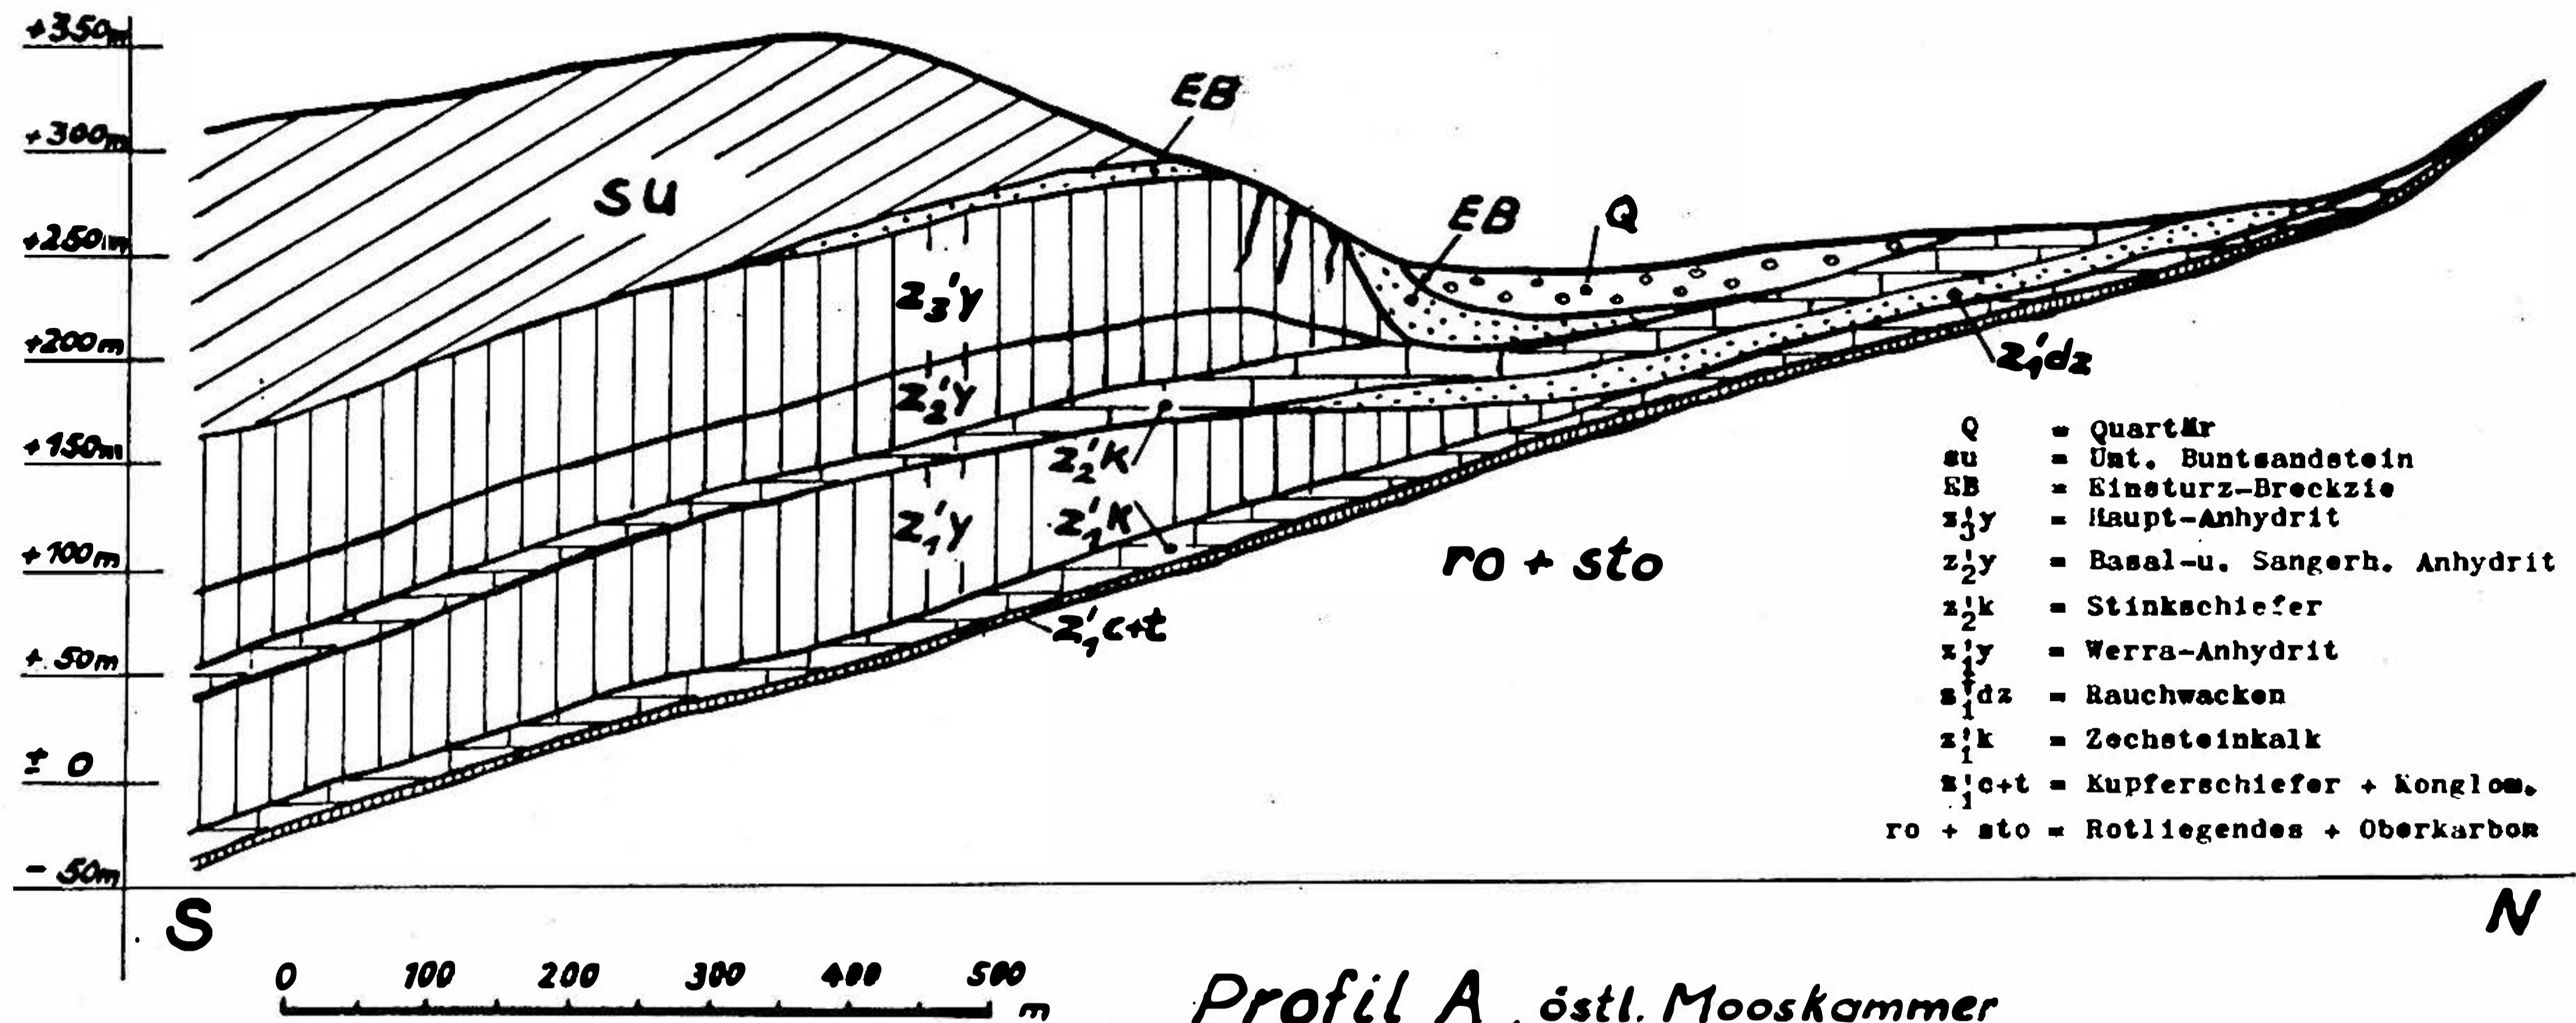 +350m
+300m
+250m
+200m
+150m
+100m
+ 50m
± 0
- 50m
EB
su
EB
Q
z₃'y
z₂'y
z₁'dz
z₂'k
z₁'y
z₁'k
z₁'c+t
ro + sto
Q = Quartär
su = Unt. Buntsandstein
EB = Einsturz-Breckzie
z₃'y = Haupt-Anhydrit
z₂'y = Basal-u. Sangerh. Anhydrit
z₂'k = Stinkschiefer
z₁'y = Werra-Anhydrit
z₁'dz = Rauchwacken
z₁'k = Zechsteinkalk
z₁'c+t = Kupferschiefer + Konglom.
ro + sto = Rotliegendes + Oberkarbon
S N
0 100 200 300 400 500 m
Profil A, östl. Mooskammer